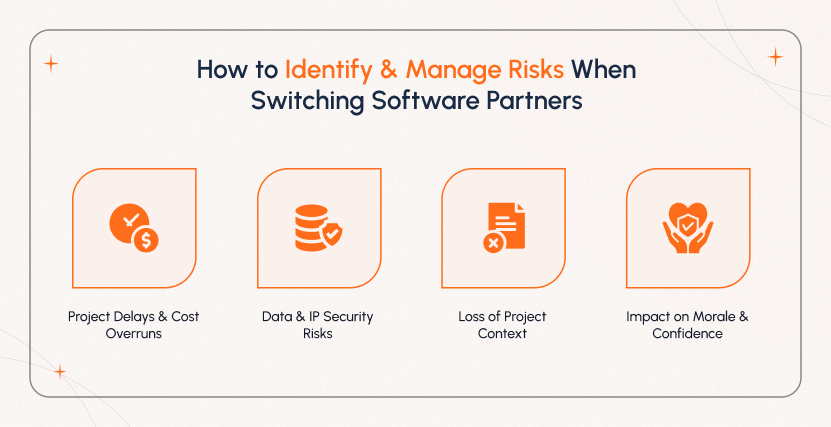 How to Identify & Manage Risks When
Switching Software Partners
Project Delays & Cost
Overruns
Data & IP Security
Risks
Loss of Project
Context
Impact on Morale &
Confidence